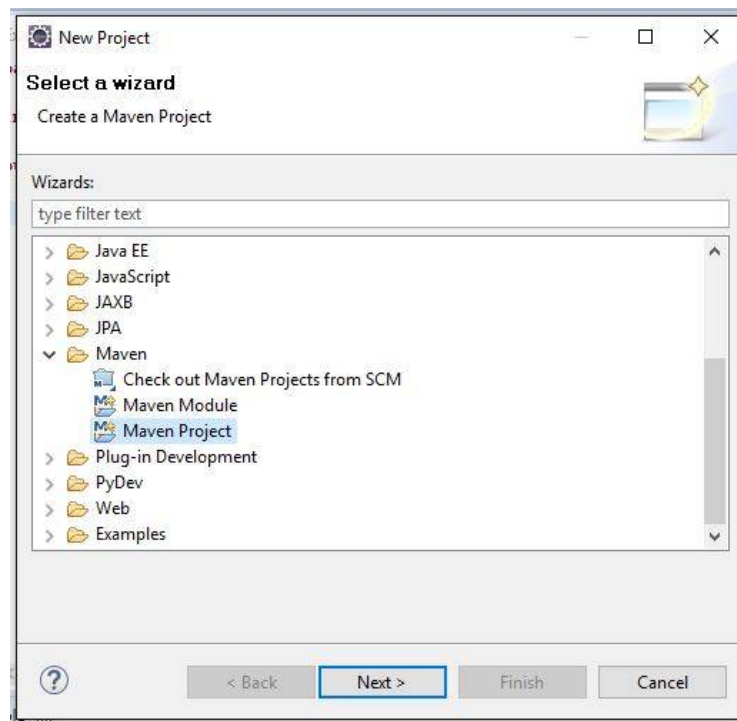 New Project
Select a wizard
Create a Maven Project
Wizards:
type filter text
Java EE
JavaScript
JAXB
JPA
Maven
Check out Maven Projects from SCM
Maven Module
Maven Project
Plug-in Development
PyDev
Web
Examples
< Back Next > Finish Cancel